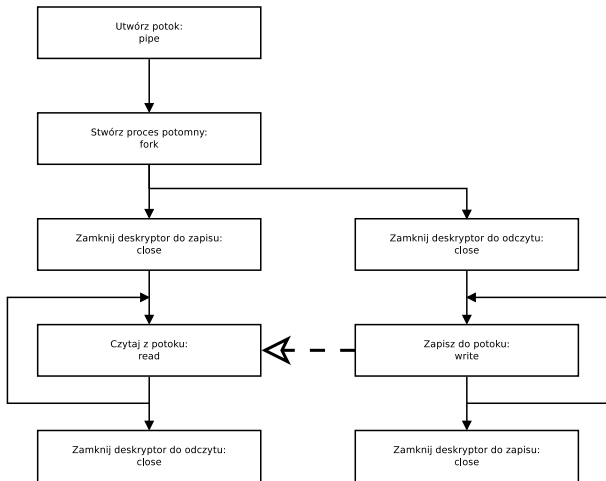 Utwórz potok:
pipe
Stwórz proces potomny:
fork
Zamknij deskryptor do zapisu:
close
Zamknij deskryptor do odczytu:
close
Czytaj z potoku:
read
Zapisz do potoku:
write
Zamknij deskryptor do odczytu:
close
Zamknij deskryptor do zapisu:
close